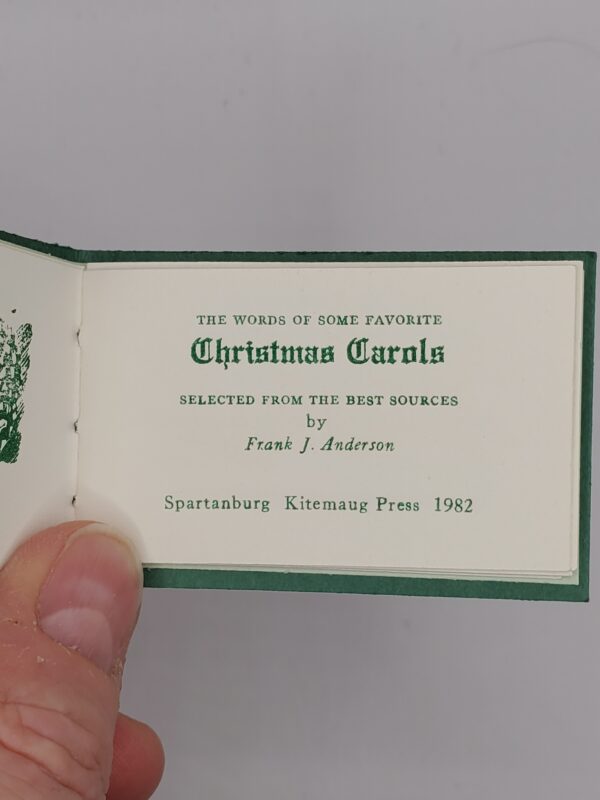 THE WORDS OF SOME FAVORITE
Christmas Carols
SELECTED FROM THE BEST SOURCES
by
Frank J. Anderson
Spartanburg Kitemaug Press 1982